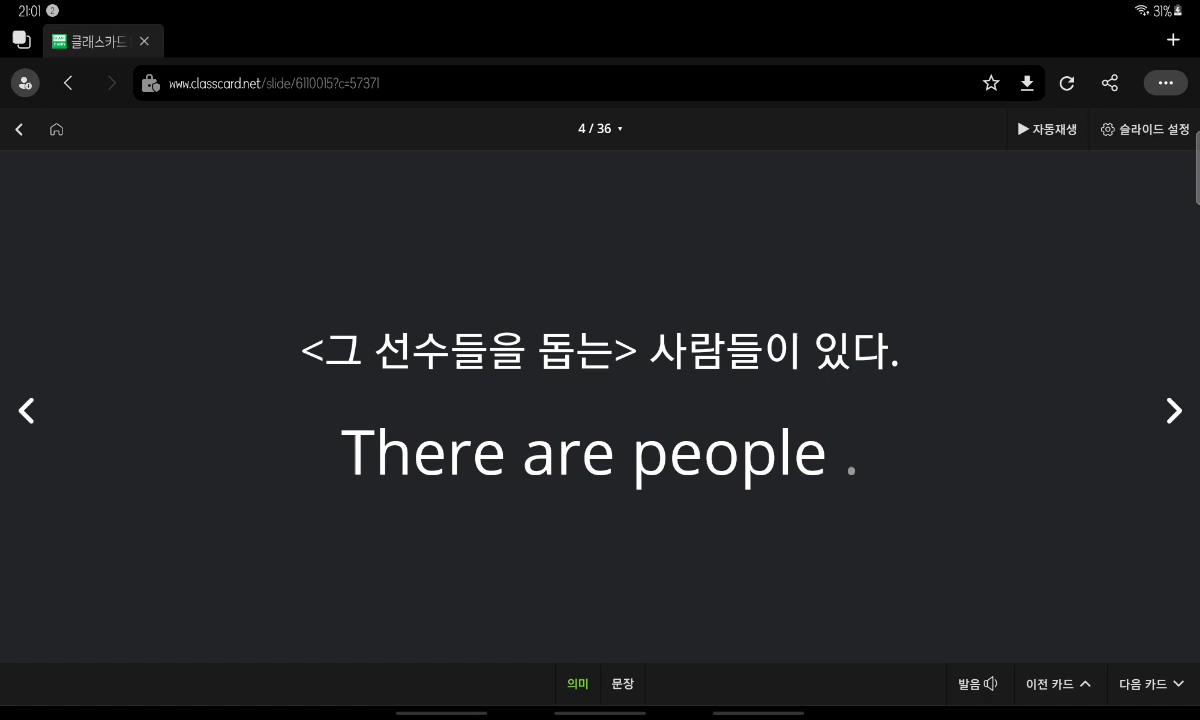 21:01 2 31%
클래스카드
www.classcard.net/slide/6110015?c=57371
4 / 36 자동재생 슬라이드 설정
<그 선수들을 돕는> 사람들이 있다.
There are people .
의미 문장 발음 이전 카드 다음 카드